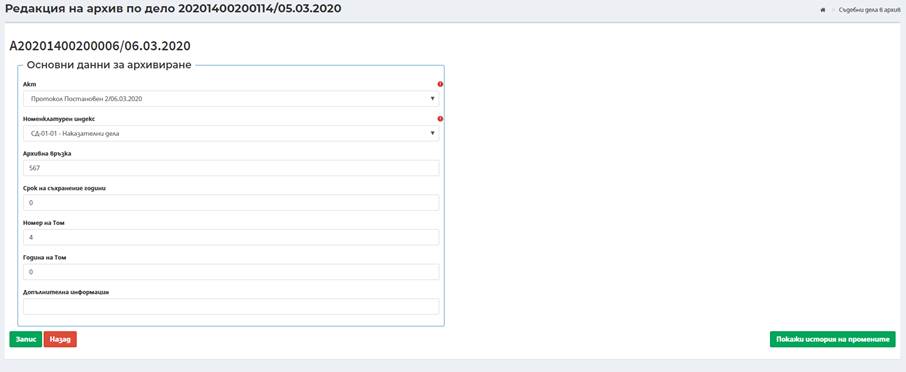 Редакция на архив по дело 20201400200114/05.03.2020
Съдебни дела в архив
А20201400200006/06.03.2020
Основни данни за архивиране
Акт
Протокол Постановен 2/06.03.2020
Номенклатурен индекс
СД-01-01 - Наказателни дела
Архивна връзка
567
Срок на съхранение години
0
Номер на Том
4
Година на Том
0
Допълнителна информация
Запис Назад Покажи история на промените